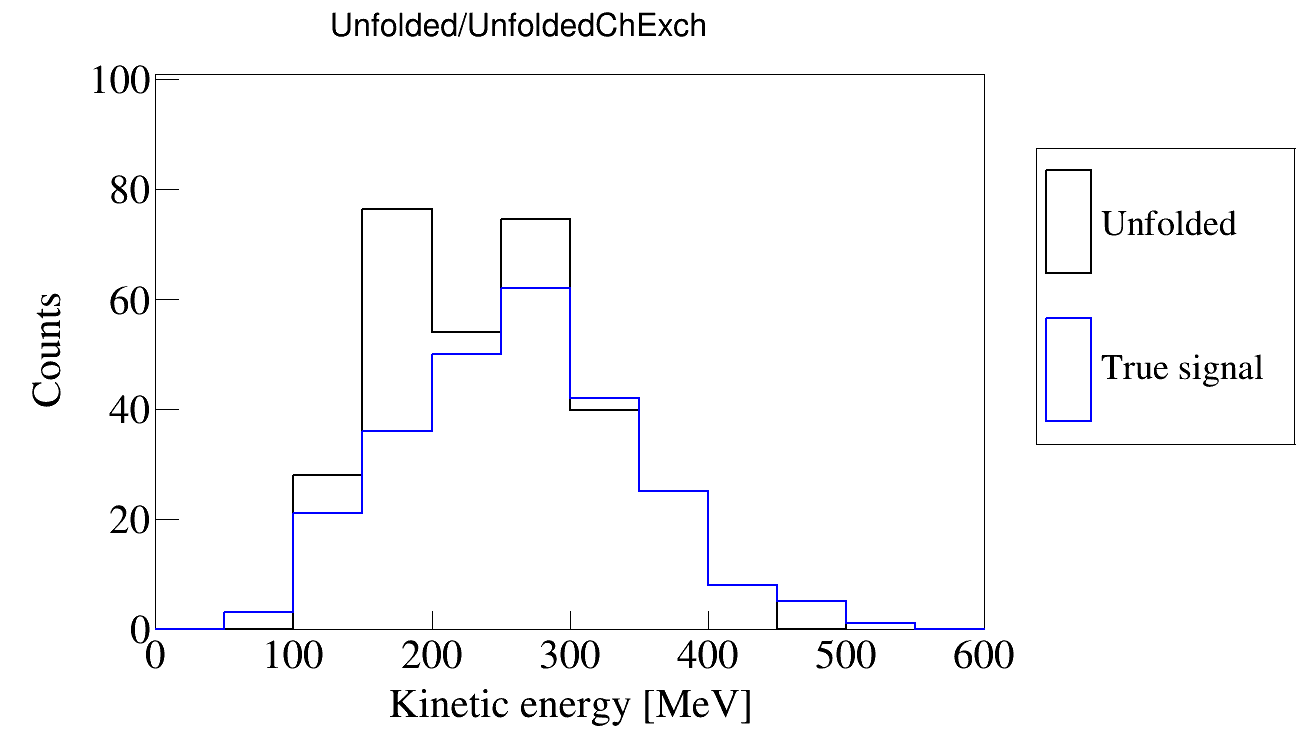 Unfolded/UnfoldedChExch
100
80
60
40
20
0
Counts
0 100 200 300 400 500 600
Kinetic energy [MeV]
Unfolded
True signal